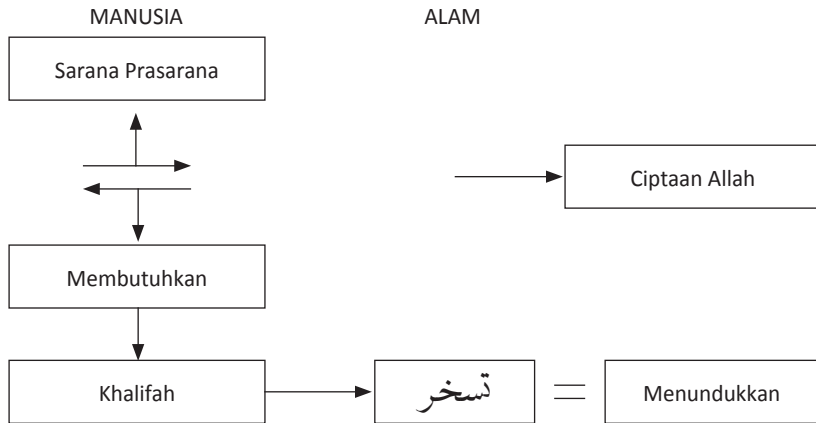 MANUSIA ALAM
Sarana Prasarana
Ciptaan Allah
Membutuhkan
Khalifah تسخر = Menundukkan